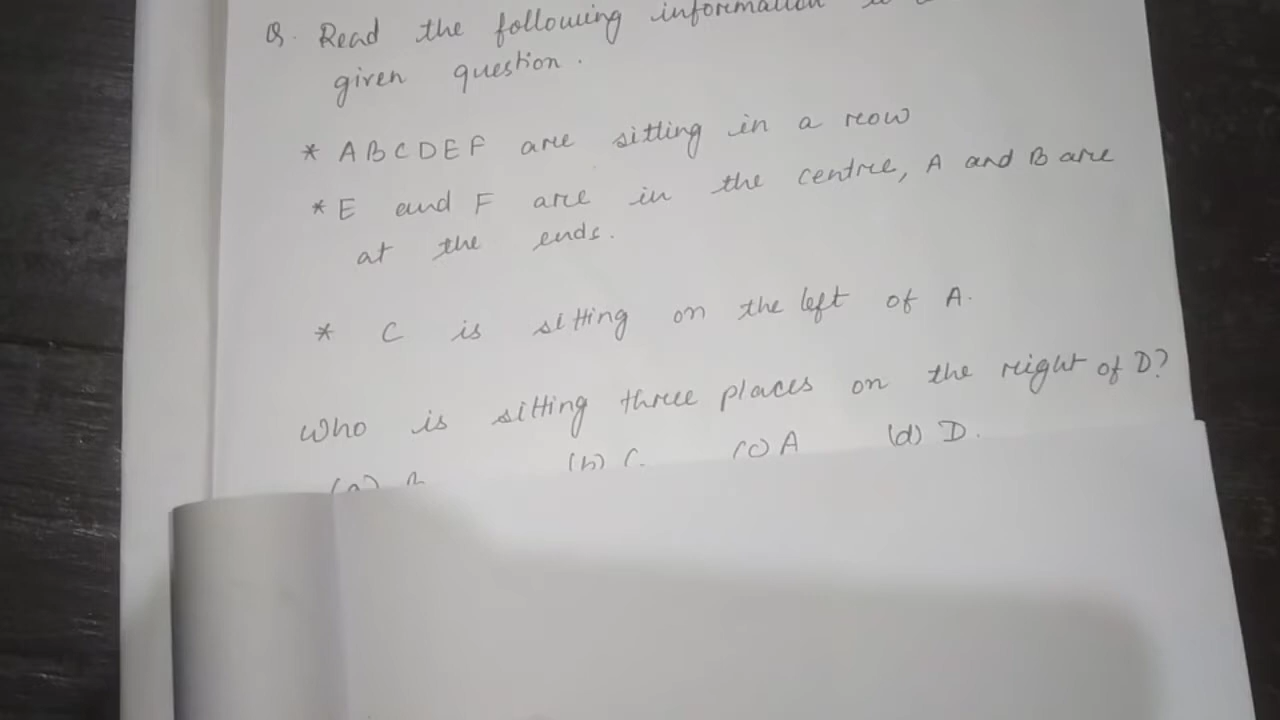 Q. Read the following information
given question.
* A B C D E F are sitting in a row
* E and F are in the centre, A and B are
at the ends.
* C is sitting on the left of A.
Who is sitting three places on the right of D?
(b) C (c) A (d) D.